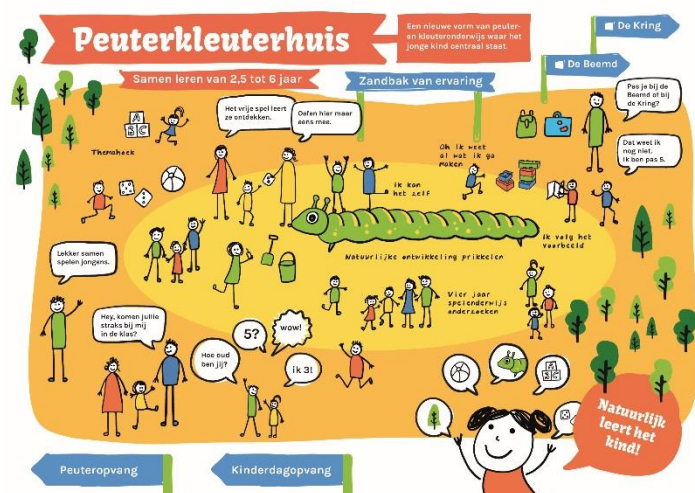 Peuterkleuterhuis
Een nieuwe vorm van peuter-
en kleuteronderwijs waar het
jonge kind centraal staat.
De Kring
De Beemd
Samen leren van 2,5 tot 6 jaar
Zandbak van ervaring
Pas je bij de
Beemd of bij
de Kring?
Dat weet ik
nog niet.
Ik ben pas 5.
Het vrije spel leert
ze ontdekken.
Oefen hier maar
eens mee.
A
B C
Themahoek
Oh ik weet
al wat ik ga
maken
Ik kan
het zelf
Ik volg het
voorbeeld
Natuurlijke ontwikkeling prikkelen
Lekker samen
spelen jongens.
Vier jaar
spelenderwijs
onderzoeken
Hey, komen jullie
straks bij mij
in de klas?
5?
wow!
Hoe oud
ben jij?
ik 3!
A
B C
Natuurlijk
leert het
kind!
Peuteropvang
Kinderdagopvang